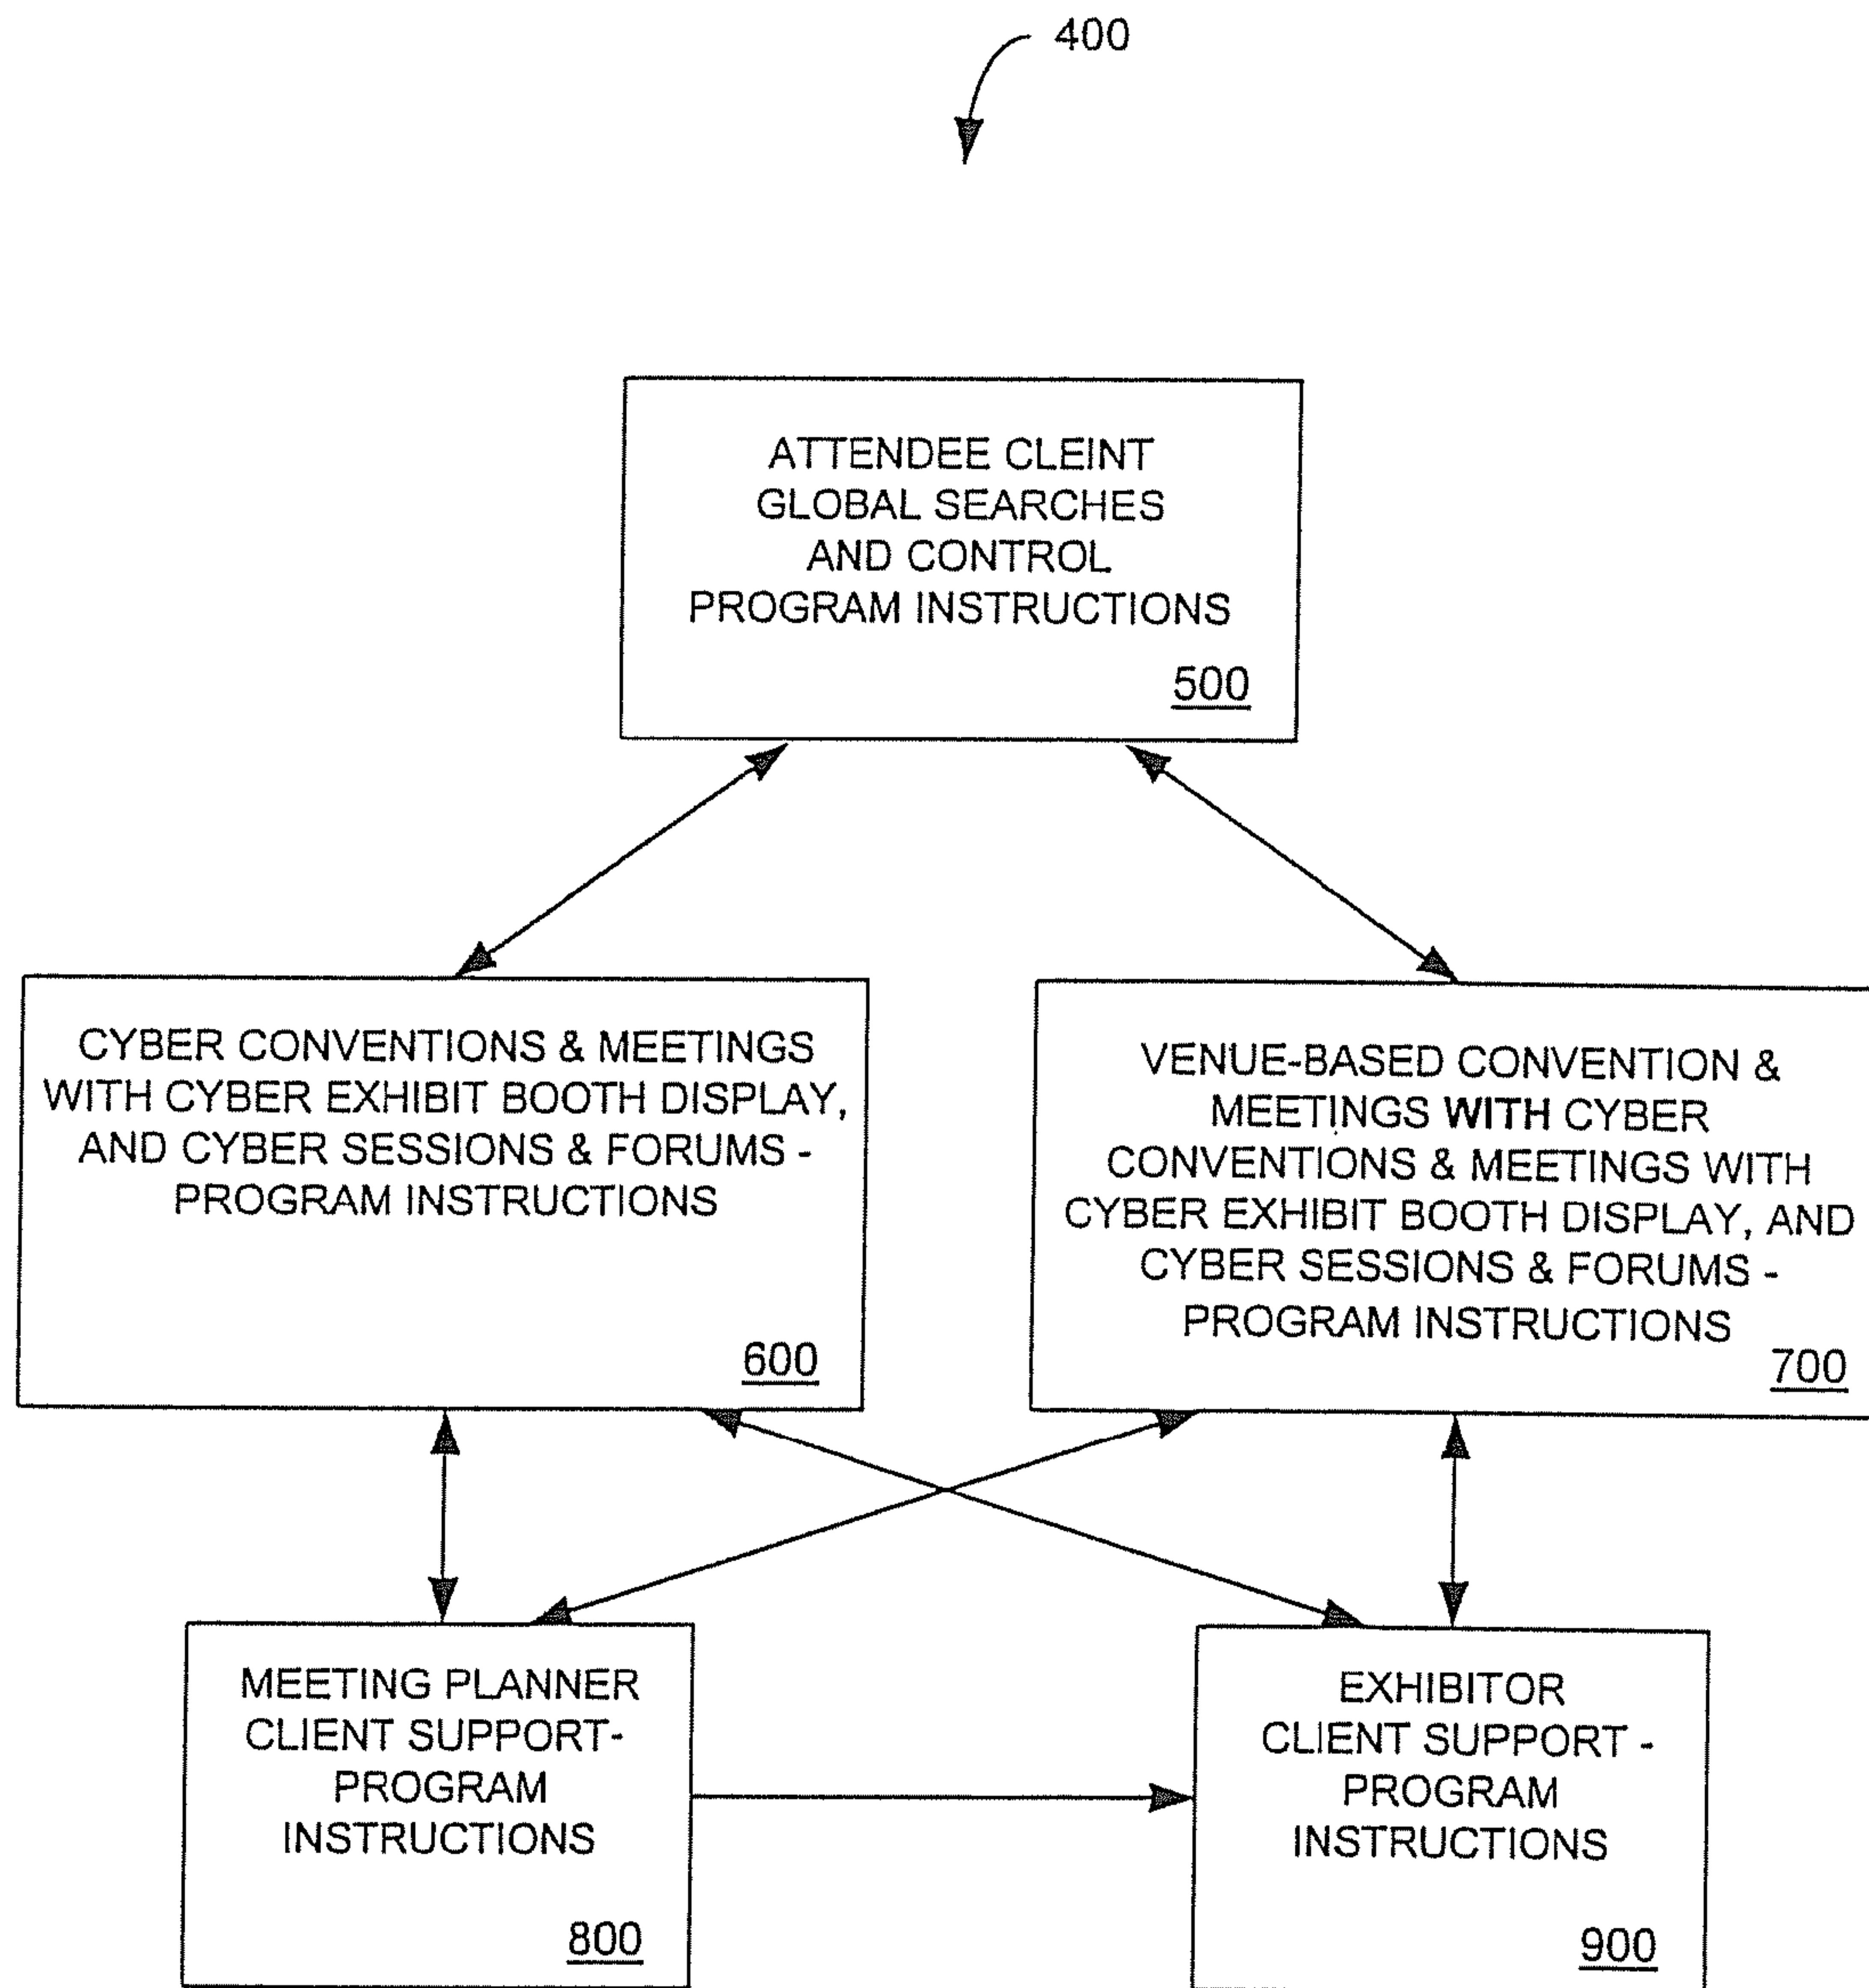 400
ATTENDEE CLEINT
GLOBAL SEARCHES
AND CONTROL
PROGRAM INSTRUCTIONS
500
CYBER CONVENTIONS & MEETINGS
WITH CYBER EXHIBIT BOOTH DISPLAY,
AND CYBER SESSIONS & FORUMS -
PROGRAM INSTRUCTIONS
600
VENUE-BASED CONVENTION &
MEETINGS WITH CYBER
CONVENTIONS & MEETINGS WITH
CYBER EXHIBIT BOOTH DISPLAY, AND
CYBER SESSIONS & FORUMS -
PROGRAM INSTRUCTIONS
700
MEETING PLANNER
CLIENT SUPPORT-
PROGRAM
INSTRUCTIONS
800
EXHIBITOR
CLIENT SUPPORT -
PROGRAM
INSTRUCTIONS
900